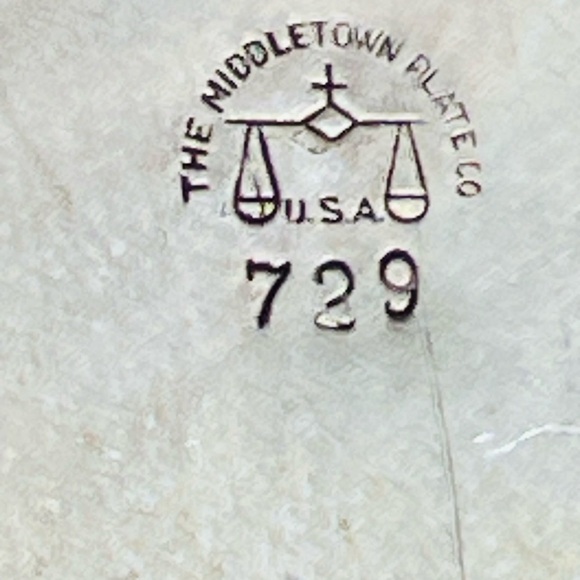 THE MIDDLETOWN PLATE CO
U.S.A.
729